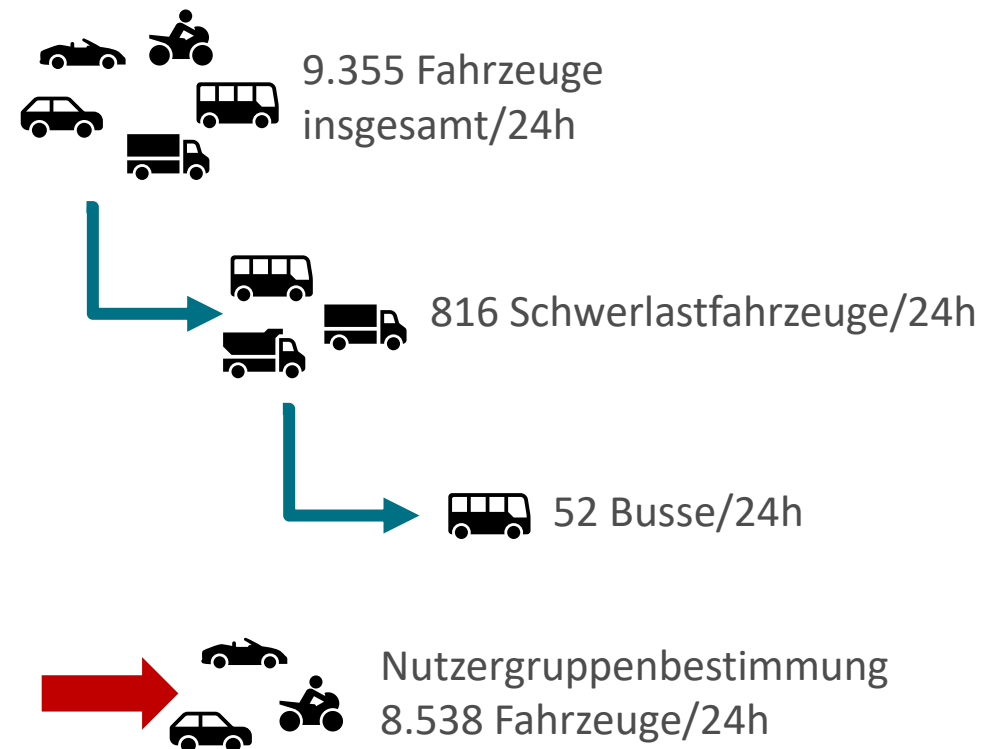 9.355 Fahrzeuge
insgesamt/24h
816 Schwerlastfahrzeuge/24h
52 Busse/24h
Nutzergruppenbestimmung
8.538 Fahrzeuge/24h